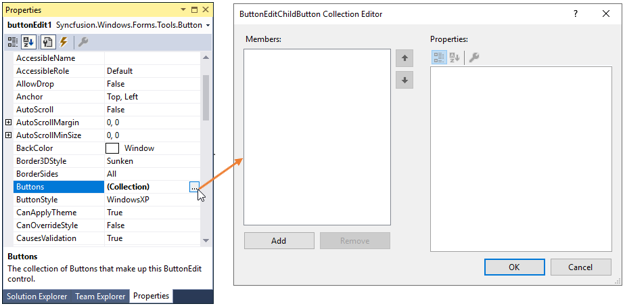 Properties
buttonEdit1 Syncfusion.Windows.Forms.Tools.Button
AccessibleName
AccessibleRole Default
AllowDrop False
Anchor Top, Left
AutoScroll False
AutoScrollMargin 0, 0
AutoScrollMinSize 0, 0
BackColor Window
Border3DStyle Sunken
BorderSides All
Buttons (Collection) ...
ButtonStyle WindowsXP
CanApplyTheme True
CanOverrideStyle False
CausesValidation True
Buttons
The collection of Buttons that make up this ButtonEdit
control.
Solution Explorer Team Explorer Properties
ButtonEditChildButton Collection Editor
Members:
Properties:
Add Remove
OK Cancel